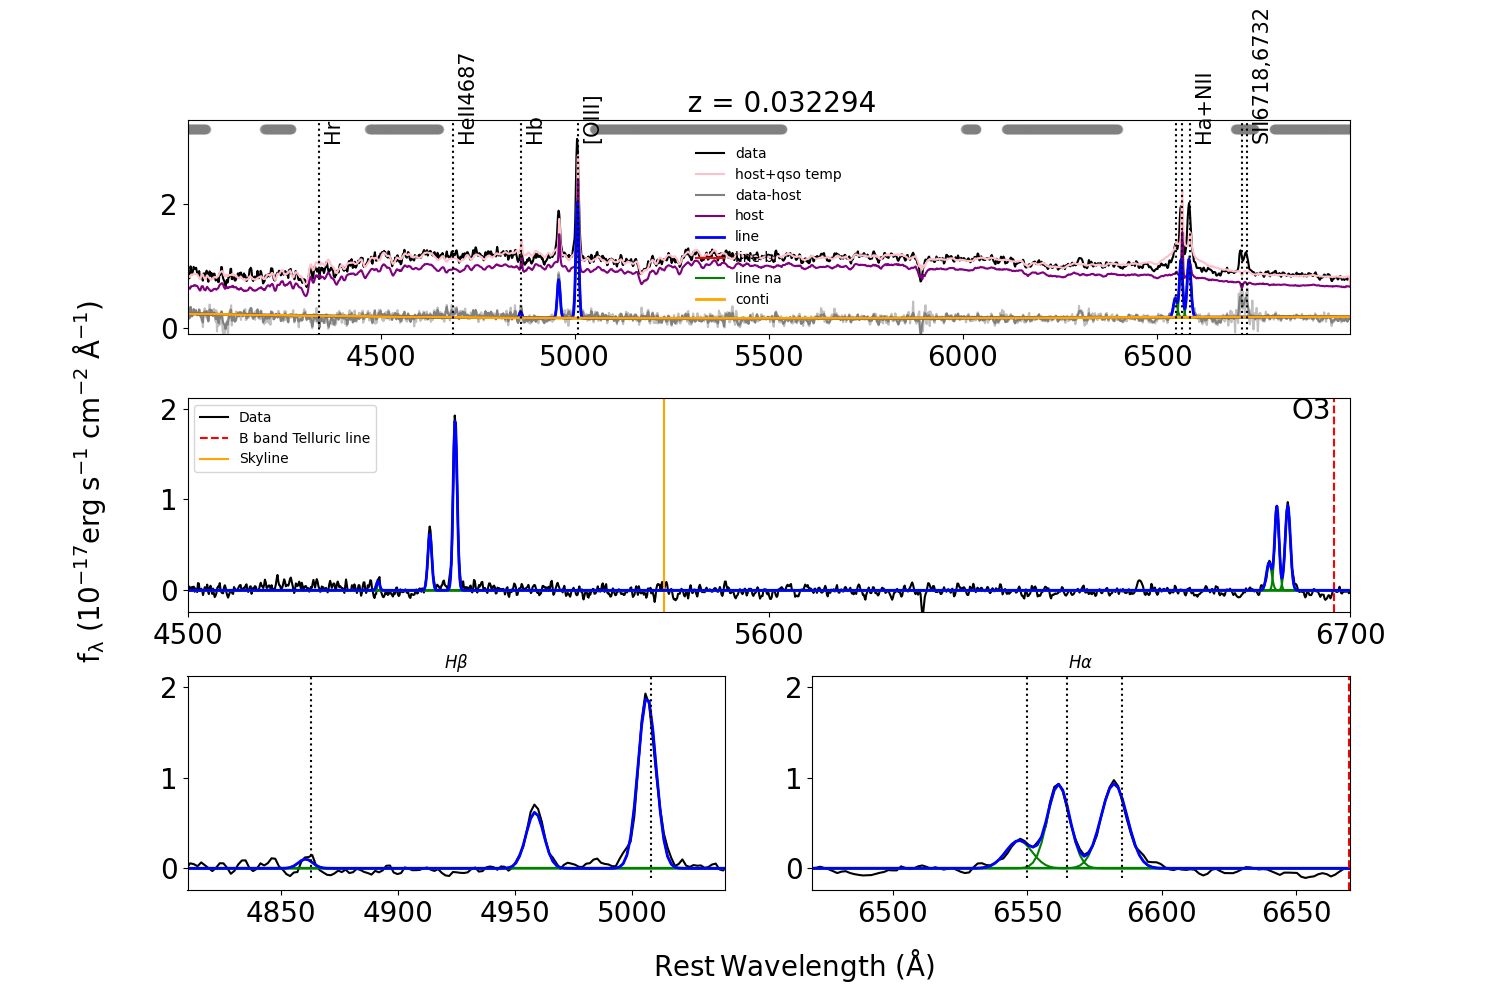 z = 0.032294
Hr
HeII4687
Hb
[OIII]
Ha+NII
SII6718,6732
data
host+qso temp
data-host
host
line
line na
conti
2
0
4500 5000 5500 6000 6500
Data
B band Telluric line
Skyline
O3
2
1
0
4500 5600 6700
fλ (10⁻¹⁷erg s⁻¹ cm⁻² Å⁻¹)
Hβ
2
1
0
4850 4900 4950 5000
Hα
2
1
0
6500 6550 6600 6650
Rest Wavelength (Å)